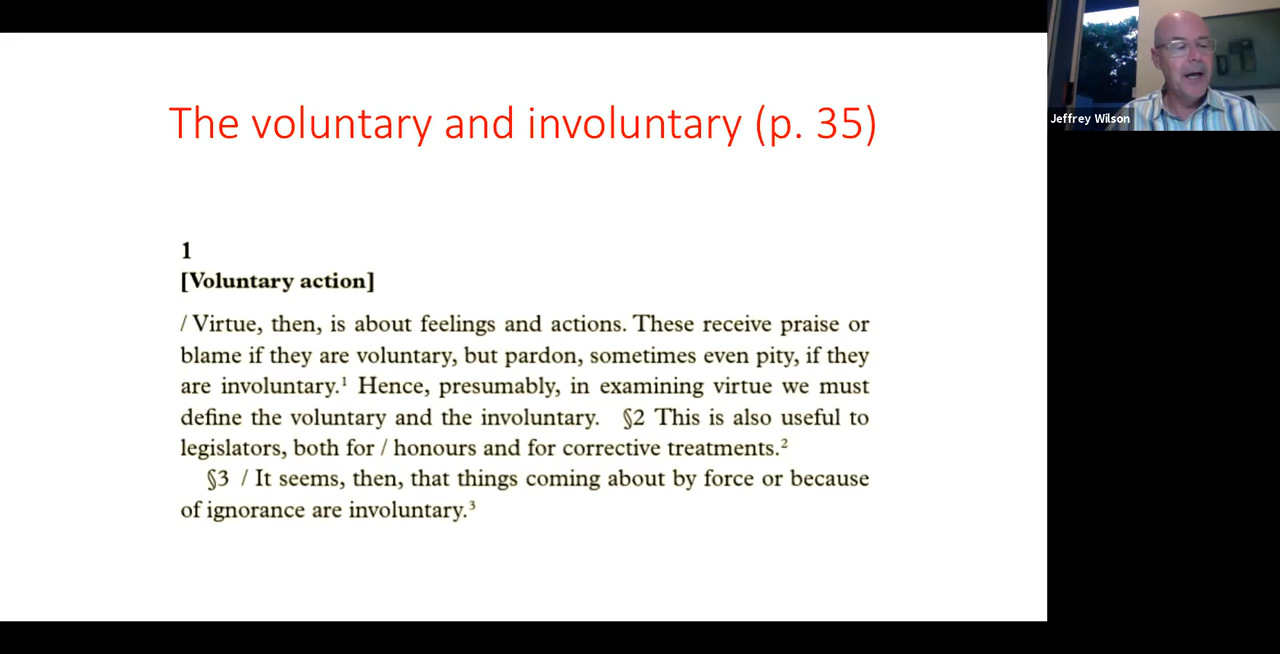 The voluntary and involuntary (p. 35)
Jeffrey Wilson
1
[Voluntary action]
/ Virtue, then, is about feelings and actions. These receive praise or
blame if they are voluntary, but pardon, sometimes even pity, if they
are involuntary.¹ Hence, presumably, in examining virtue we must
define the voluntary and the involuntary. §2 This is also useful to
legislators, both for / honours and for corrective treatments.²
§3 / It seems, then, that things coming about by force or because
of ignorance are involuntary.³